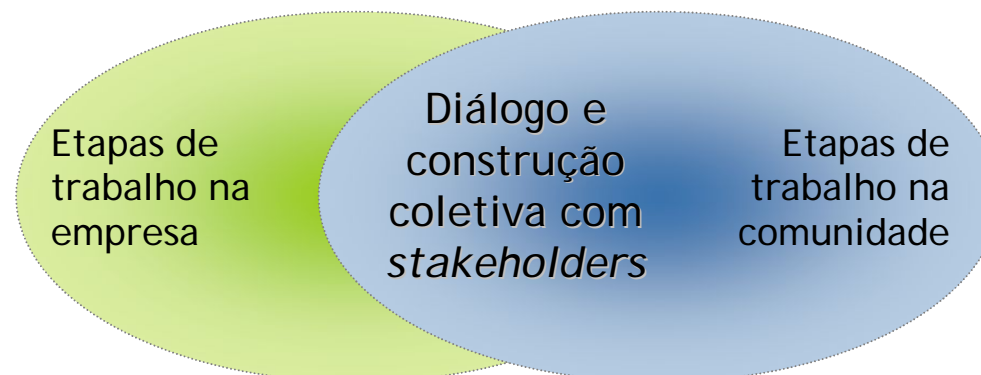 Etapas de
trabalho na
empresa
Diálogo e
construção
coletiva com
stakeholders
Etapas de
trabalho na
comunidade